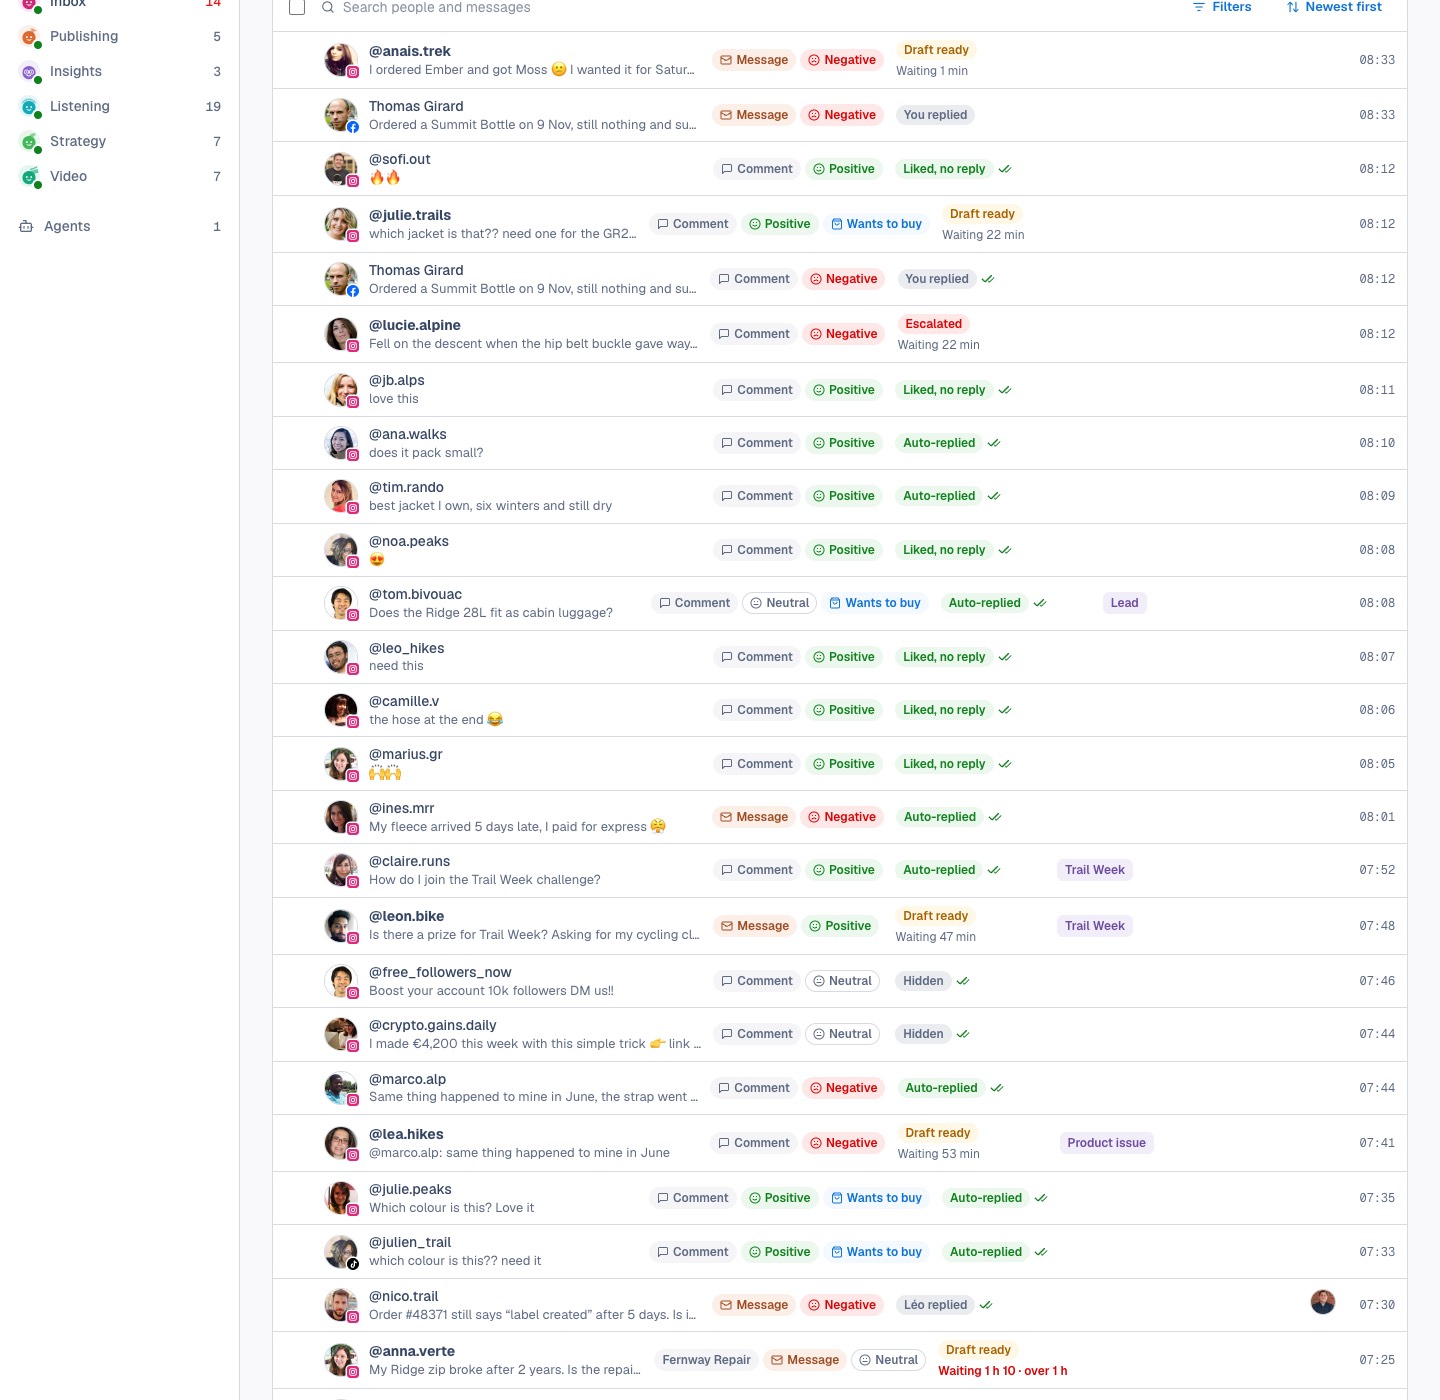 Inbox 14
Publishing 5
Insights 3
Listening 19
Strategy 7
Video 7
Agents 1
Search people and messages Filters Newest first
@anais.trek
I ordered Ember and got Moss 😕 I wanted it for Satur...
Message Negative Draft ready
Waiting 1 min
08:33
Thomas Girard
Ordered a Summit Bottle on 9 Nov, still nothing and su...
Message Negative You replied
08:33
@sofi.out
🔥🔥
Comment Positive Liked, no reply
08:12
@julie.trails
which jacket is that?? need one for the GR2...
Comment Positive Wants to buy Draft ready
Waiting 22 min
08:12
Thomas Girard
Ordered a Summit Bottle on 9 Nov, still nothing and su...
Comment Negative You replied
08:12
@lucie.alpine
Fell on the descent when the hip belt buckle gave way...
Comment Negative Escalated
Waiting 22 min
08:12
@jb.alps
love this
Comment Positive Liked, no reply
08:11
@ana.walks
does it pack small?
Comment Positive Auto-replied
08:10
@tim.rando
best jacket I own, six winters and still dry
Comment Positive Auto-replied
08:09
@noa.peaks
😍
Comment Positive Liked, no reply
08:08
@tom.bivouac
Does the Ridge 28L fit as cabin luggage?
Comment Neutral Wants to buy Auto-replied Lead
08:08
@leo_hikes
need this
Comment Positive Liked, no reply
08:07
@camille.v
the hose at the end 😂
Comment Positive Liked, no reply
08:06
@marius.gr
🙌🙌
Comment Positive Liked, no reply
08:05
@ines.mrr
My fleece arrived 5 days late, I paid for express 😤
Message Negative Auto-replied
08:01
@claire.runs
How do I join the Trail Week challenge?
Comment Positive Auto-replied Trail Week
07:52
@leon.bike
Is there a prize for Trail Week? Asking for my cycling cl...
Message Positive Draft ready
Waiting 47 min
Trail Week
07:48
@free_followers_now
Boost your account 10k followers DM us!!
Comment Neutral Hidden
07:46
@crypto.gains.daily
I made €4,200 this week with this simple trick 👉 link ...
Comment Neutral Hidden
07:44
@marco.alp
Same thing happened to mine in June, the strap went ...
Comment Negative Auto-replied
07:44
@lea.hikes
@marco.alp: same thing happened to mine in June
Comment Negative Draft ready
Waiting 53 min
Product issue
07:41
@julie.peaks
Which colour is this? Love it
Comment Positive Wants to buy Auto-replied
07:35
@julien_trail
which colour is this?? need it
Comment Positive Wants to buy Auto-replied
07:33
@nico.trail
Order #48371 still says “label created” after 5 days. Is i...
Message Negative Léo replied
07:30
@anna.verte
My Ridge zip broke after 2 years. Is the repai...
Fernway Repair Message Neutral Draft ready
Waiting 1 h 10 · over 1 h
07:25